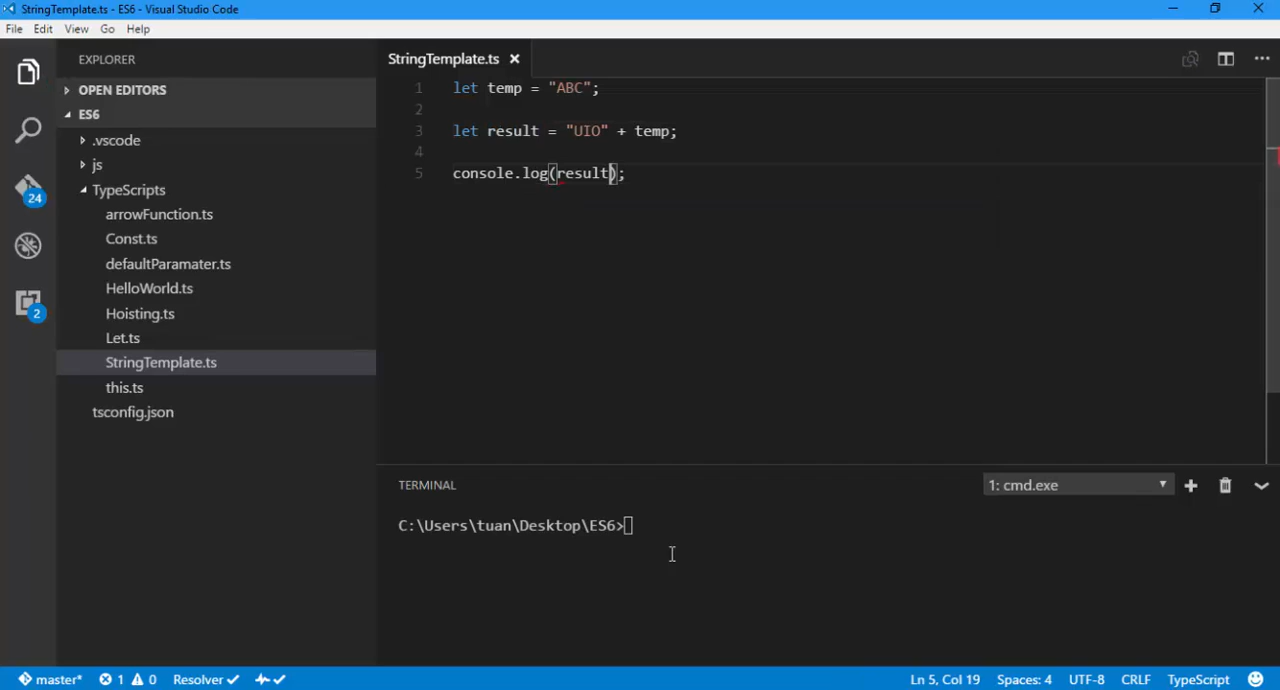 StringTemplate.ts - ES6 - Visual Studio Code
File Edit View Go Help
EXPLORER
OPEN EDITORS
ES6
.vscode
js
TypeScripts
arrowFunction.ts
Const.ts
defaultParamater.ts
HelloWorld.ts
Hoisting.ts
Let.ts
StringTemplate.ts
this.ts
tsconfig.json
24
2
StringTemplate.ts
1 let temp = "ABC";
2
3 let result = "UIO" + temp;
4
5 console.log(result);
TERMINAL
1: cmd.exe
C:\Users\tuan\Desktop\ES6>
master* 1 0 Resolver Ln 5, Col 19 Spaces: 4 UTF-8 CRLF TypeScript